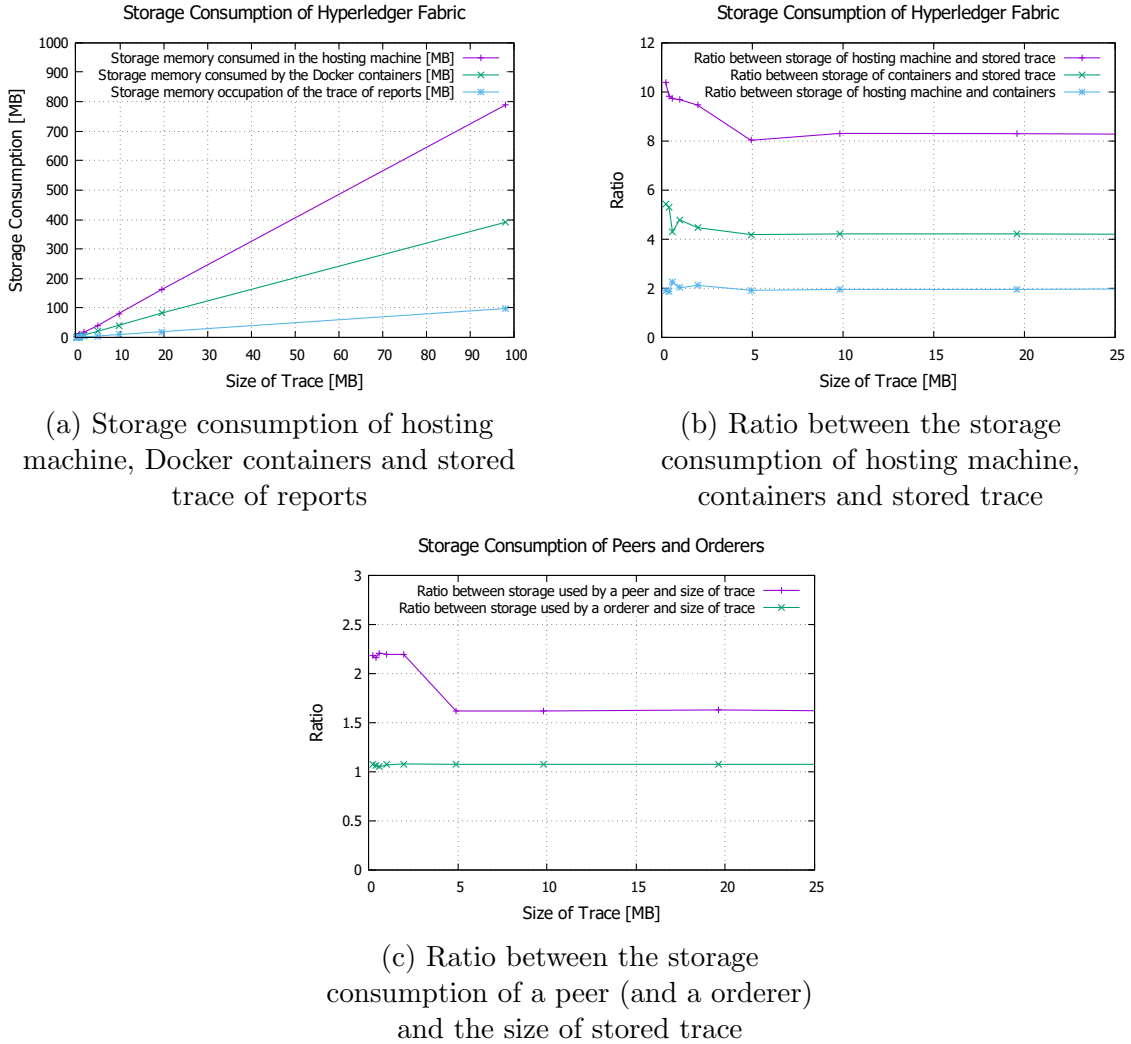 Storage Consumption of Hyperledger Fabric
1000
900
800
700
600
500
400
300
200
100
0
0 10 20 30 40 50 60 70 80 90 100
Storage Consumption [MB]
Size of Trace [MB]
Storage memory consumed in the hosting machine [MB]
Storage memory consumed by the Docker containers [MB]
Storage memory occupation of the trace of reports [MB]
(a) Storage consumption of hosting
machine, Docker containers and stored
trace of reports
Storage Consumption of Hyperledger Fabric
12
10
8
6
4
2
0
0 5 10 15 20 25
Ratio
Size of Trace [MB]
Ratio between storage of hosting machine and stored trace
Ratio between storage of containers and stored trace
Ratio between storage of hosting machine and containers
(b) Ratio between the storage
consumption of hosting machine,
containers and stored trace
Storage Consumption of Peers and Orderers
3
2.5
2
1.5
1
0.5
0
0 5 10 15 20 25
Ratio
Size of Trace [MB]
Ratio between storage used by a peer and size of trace
Ratio between storage used by a orderer and size of trace
(c) Ratio between the storage
consumption of a peer (and a orderer)
and the size of stored trace